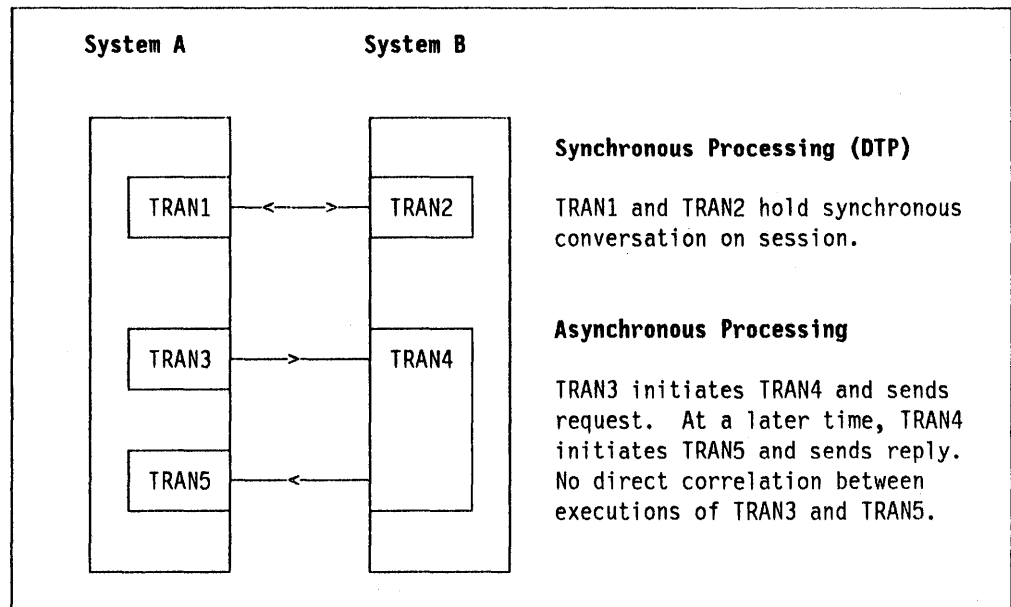 System A System B
Synchronous Processing (DTP)
TRAN1 —<——>— TRAN2
TRAN1 and TRAN2 hold synchronous
conversation on session.
Asynchronous Processing
TRAN3 ——>—— TRAN4
TRAN3 initiates TRAN4 and sends
request. At a later time, TRAN4
initiates TRAN5 and sends reply.
TRAN5 ——<——
No direct correlation between
executions of TRAN3 and TRAN5.